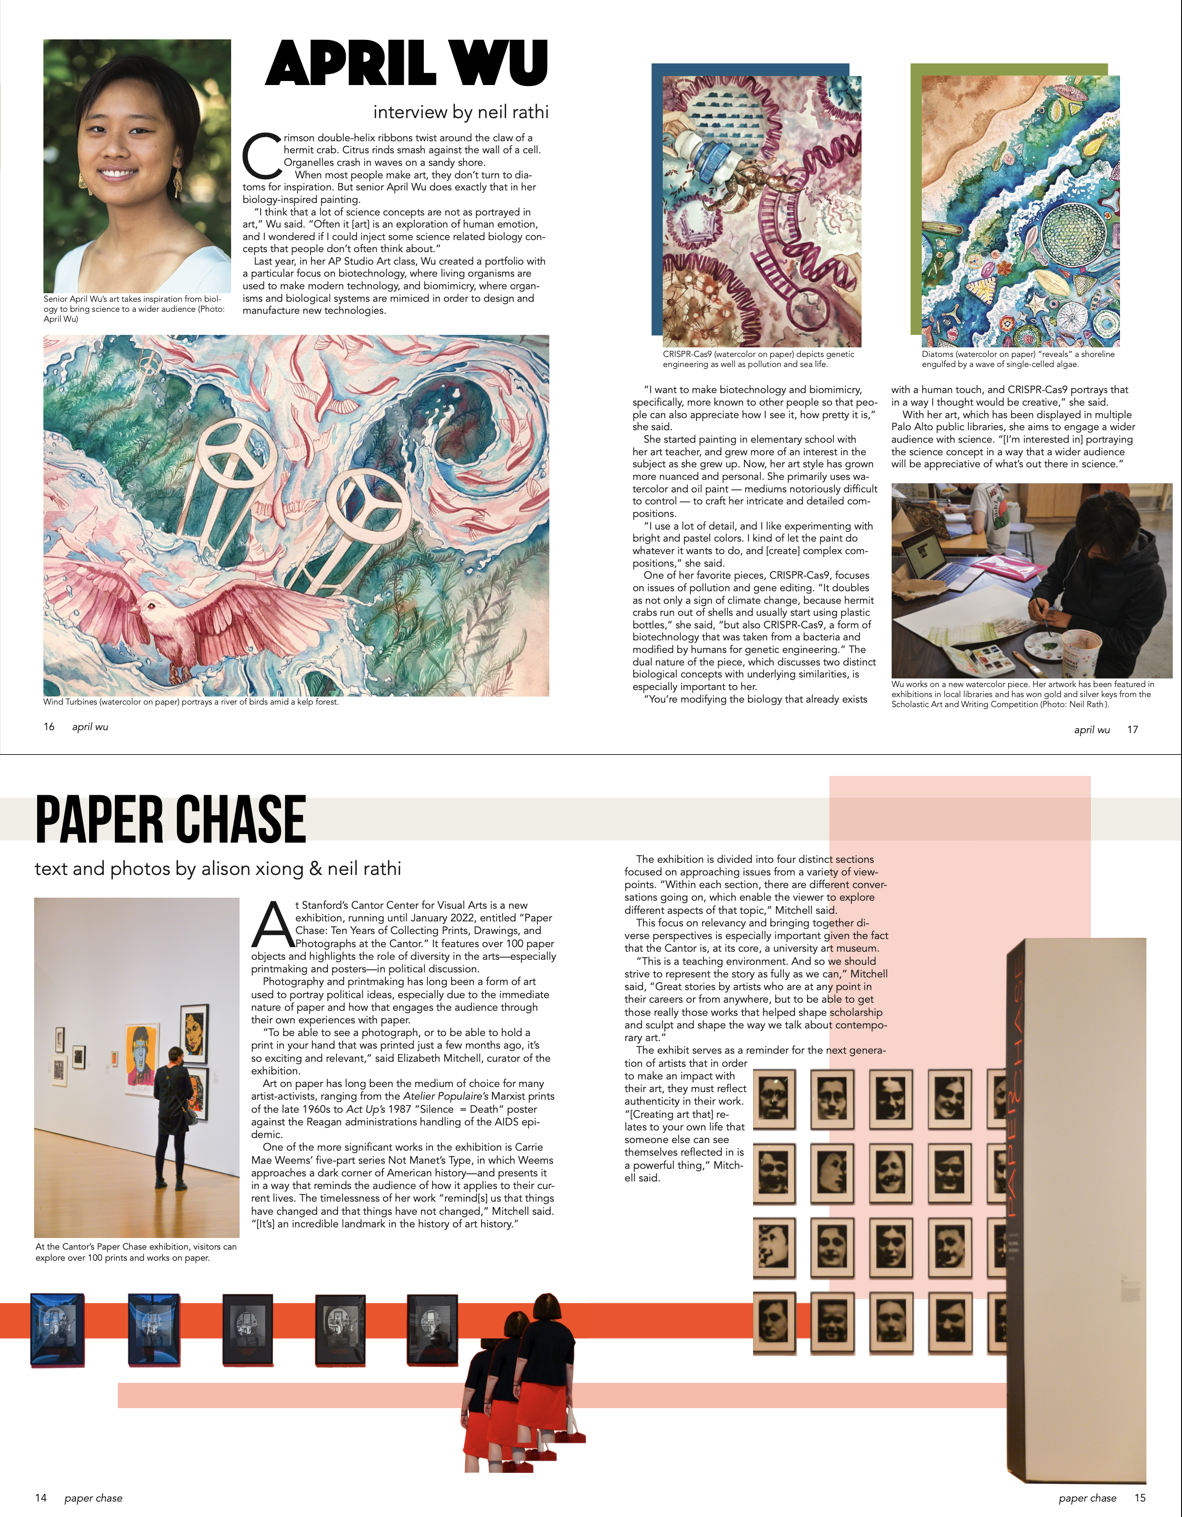 APRIL WU
interview by neil rathi
Crimson double-helix ribbons twist around the claw of a
hermit crab. Citrus rinds smash against the wall of a cell.
Organelles crash in waves on a sandy shore.
When most people make art, they don't turn to dia-
toms for inspiration. But senior April Wu does exactly that in her
biology-inspired painting.
"I think that a lot of science concepts are not as portrayed in
art," Wu said. "Often it [art] is an exploration of human emotion,
and I wondered if I could inject some science related biology con-
cepts that people don't often think about."
Last year, in her AP Studio Art class, Wu created a portfolio with
a particular focus on biotechnology, where living organisms are
used to make modern technology, and biomimicry, where organ-
isms and biological systems are mimiced in order to design and
manufacture new technologies.
Senior April Wu's art takes inspiration from biol-
ogy to bring science to a wider audience (Photo:
April Wu)
Wind Turbines (watercolor on paper) portrays a river of birds amid a kelp forest.
16 april wu
CRISPR-Cas9 (watercolor on paper) depicts genetic
engineering as well as pollution and sea life.
Diatoms (watercolor on paper) "reveals" a shoreline
engulfed by a wave of single-celled algae.
"I want to make biotechnology and biomimicry,
specifically, more known to other people so that peo-
ple can also appreciate how I see it, how pretty it is,"
she said.
She started painting in elementary school with
her art teacher, and grew more of an interest in the
subject as she grew up. Now, her art style has grown
more nuanced and personal. She primarily uses wa-
tercolor and oil paint — mediums notoriously difficult
to control — to craft her intricate and detailed com-
positions.
"I use a lot of detail, and I like experimenting with
bright and pastel colors. I kind of let the paint do
whatever it wants to do, and [create] complex com-
positions," she said.
One of her favorite pieces, CRISPR-Cas9, focuses
on issues of pollution and gene editing. "It doubles
as not only a sign of climate change, because hermit
crabs run out of shells and usually start using plastic
bottles," she said, "but also CRISPR-Cas9, a form of
biotechnology that was taken from a bacteria and
modified by humans for genetic engineering." The
dual nature of the piece, which discusses two distinct
biological concepts with underlying similarities, is
especially important to her.
"You're modifying the biology that already exists
with a human touch, and CRISPR-Cas9 portrays that
in a way I thought would be creative," she said.
With her art, which has been displayed in multiple
Palo Alto public libraries, she aims to engage a wider
audience with science. "[I'm interested in] portraying
the science concept in a way that a wider audience
will be appreciative of what's out there in science."
Wu works on a new watercolor piece. Her artwork has been featured in
exhibitions in local libraries and has won gold and silver keys from the
Scholastic Art and Writing Competition (Photo: Neil Rath).
april wu 17
PAPER CHASE
text and photos by alison xiong & neil rathi
At Stanford's Cantor Center for Visual Arts is a new
exhibition, running until January 2022, entitled "Paper
Chase: Ten Years of Collecting Prints, Drawings, and
Photographs at the Cantor." It features over 100 paper
objects and highlights the role of diversity in the arts—especially
printmaking and posters—in political discussion.
Photography and printmaking has long been a form of art
used to portray political ideas, especially due to the immediate
nature of paper and how that engages the audience through
their own experiences with paper.
"To be able to see a photograph, or to be able to hold a
print in your hand that was printed just a few months ago, it's
so exciting and relevant," said Elizabeth Mitchell, curator of the
exhibition.
Art on paper has long been the medium of choice for many
artist-activists, ranging from the Atelier Populaire's Marxist prints
of the late 1960s to Act Up's 1987 "Silence = Death" poster
against the Reagan administrations handling of the AIDS epi-
demic.
One of the more significant works in the exhibition is Carrie
Mae Weems' five-part series Not Manet's Type, in which Weems
approaches a dark corner of American history—and presents it
in a way that reminds the audience of how it applies to their cur-
rent lives. The timelessness of her work "remind[s] us that things
have changed and that things have not changed," Mitchell said.
"[It's] an incredible landmark in the history of art history."
At the Cantor's Paper Chase exhibition, visitors can
explore over 100 prints and works on paper.
The exhibition is divided into four distinct sections
focused on approaching issues from a variety of view-
points. "Within each section, there are different conver-
sations going on, which enable the viewer to explore
different aspects of that topic," Mitchell said.
This focus on relevancy and bringing together di-
verse perspectives is especially important given the fact
that the Cantor is, at its core, a university art museum.
"This is a teaching environment. And so we should
strive to represent the story as fully as we can," Mitchell
said, "Great stories by artists who are at any point in
their careers or from anywhere, but to be able to get
those really those works that helped shape scholarship
and sculpt and shape the way we talk about contempo-
rary art."
The exhibit serves as a reminder for the next genera-
tion of artists that in order
to make an impact with
their art, they must reflect
authenticity in their work.
"[Creating art that] re-
lates to your own life that
someone else can see
themselves reflected in is
a powerful thing," Mitch-
ell said.
PAPER CHASE
14 paper chase
paper chase 15